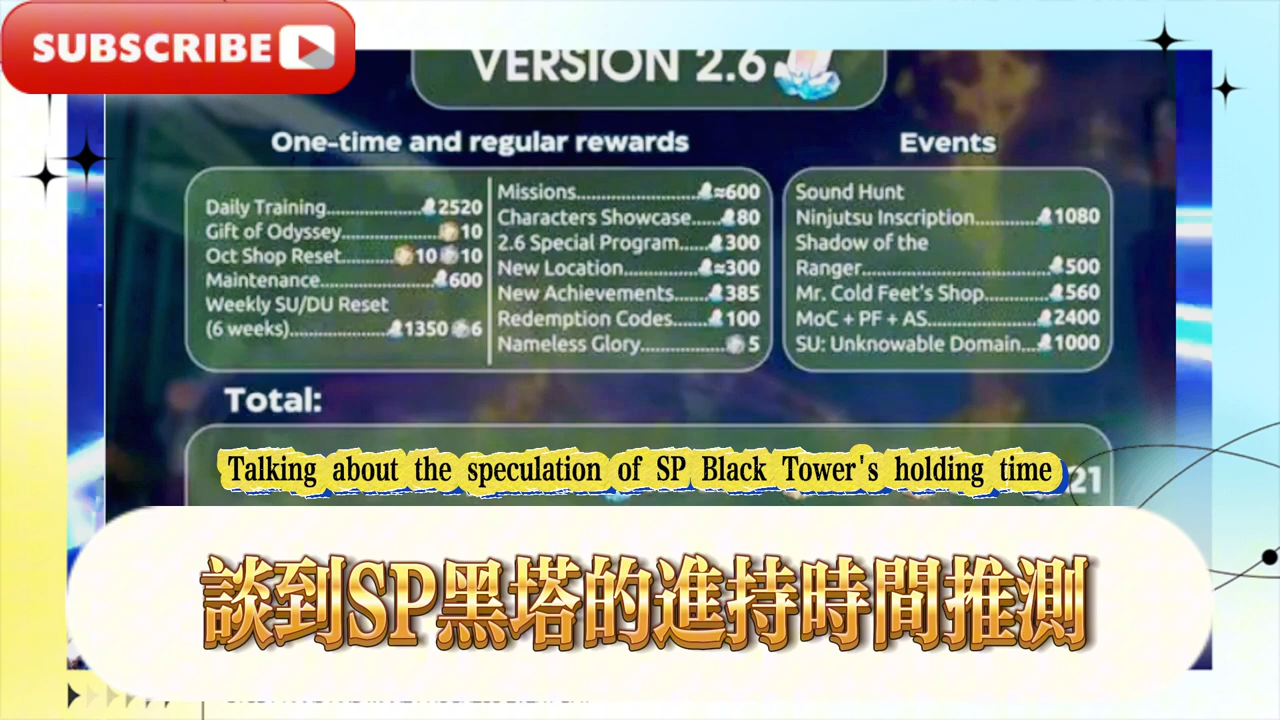 SUBSCRIBE
VERSION 2.6
One-time and regular rewards
Daily Training 2520
Gift of Odyssey 10
Oct Shop Reset 10 10
Maintenance 600
Weekly SU/DU Reset
(6 weeks) 1350 6
Missions ≈600
Characters Showcase 80
2.6 Special Program 300
New Location ≈300
New Achievements 385
Redemption Codes 100
Nameless Glory 5
Events
Sound Hunt
Ninjutsu Inscription 1080
Shadow of the
Ranger 500
Mr. Cold Feet's Shop 560
MoC + PF + AS 2400
SU: Unknowable Domain 1000
Total:
21
Talking about the speculation of SP Black Tower's holding time
談到SP黑塔的進持時間推測